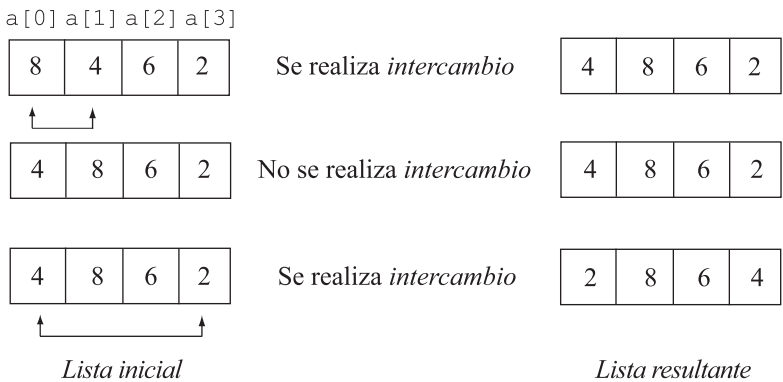 a[0] a[1] a[2] a[3]
8 4 6 2 Se realiza intercambio 4 8 6 2
4 8 6 2 No se realiza intercambio 4 8 6 2
4 8 6 2 Se realiza intercambio 2 8 6 4
Lista inicial Lista resultante